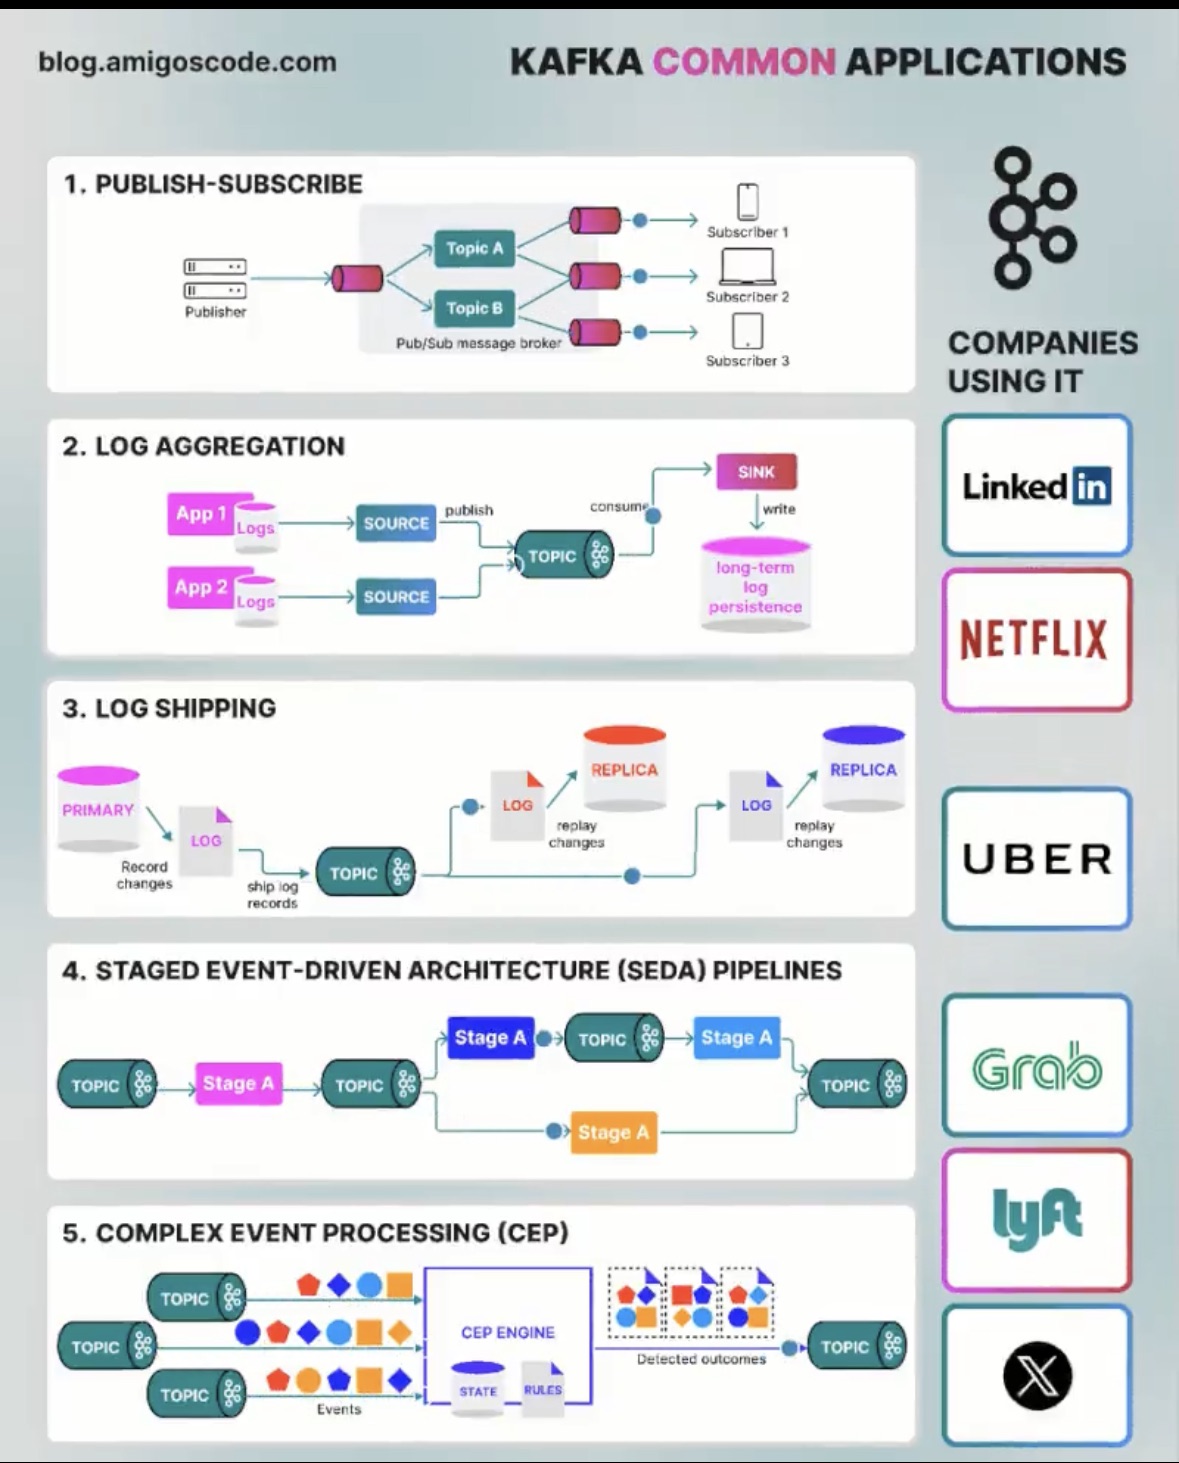 blog.amigoscode.com
KAFKA COMMON APPLICATIONS
1. PUBLISH-SUBSCRIBE
Publisher
Topic A
Topic B
Pub/Sub message broker
Subscriber 1
Subscriber 2
Subscriber 3
COMPANIES
USING IT
2. LOG AGGREGATION
App 1
Logs
SOURCE
publish
App 2
Logs
SOURCE
TOPIC
consume
SINK
write
long-term
log
persistence
LinkedIn
NETFLIX
3. LOG SHIPPING
PRIMARY
Record
changes
LOG
ship log
records
TOPIC
LOG
replay
changes
REPLICA
LOG
replay
changes
REPLICA
UBER
4. STAGED EVENT-DRIVEN ARCHITECTURE (SEDA) PIPELINES
TOPIC
Stage A
TOPIC
Stage A
TOPIC
Stage A
Stage A
TOPIC
Grab
lyft
5. COMPLEX EVENT PROCESSING (CEP)
TOPIC
TOPIC
TOPIC
Events
CEP ENGINE
STATE
RULES
Detected outcomes
TOPIC
X